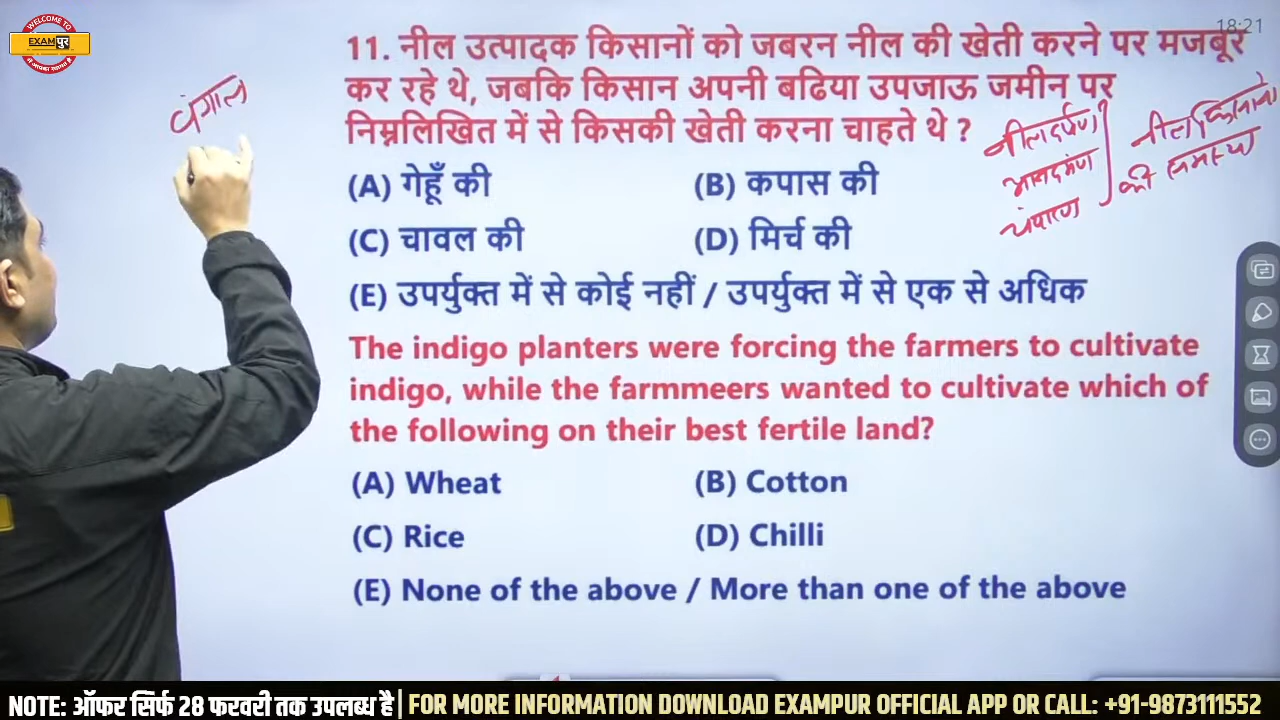 WELCOME TO
EXAMपुर
18:21
11. नील उत्पादक किसानों को जबरन नील की खेती करने पर मजबूर
कर रहे थे, जबकि किसान अपनी बढिया उपजाऊ जमीन पर
निम्नलिखित में से किसकी खेती करना चाहते थे ?
(A) गेहूँ की (B) कपास की
(C) चावल की (D) मिर्च की
(E) उपर्युक्त में से कोई नहीं / उपर्युक्त में से एक से अधिक
बंगाल
नीलदर्पण
चंपारण
नील किसानो
की समस्या
The indigo planters were forcing the farmers to cultivate
indigo, while the farmmeers wanted to cultivate which of
the following on their best fertile land?
(A) Wheat (B) Cotton
(C) Rice (D) Chilli
(E) None of the above / More than one of the above
NOTE: ऑफर सिर्फ 28 फरवरी तक उपलब्ध है | FOR MORE INFORMATION DOWNLOAD EXAMPUR OFFICIAL APP OR CALL: +91-9873111552